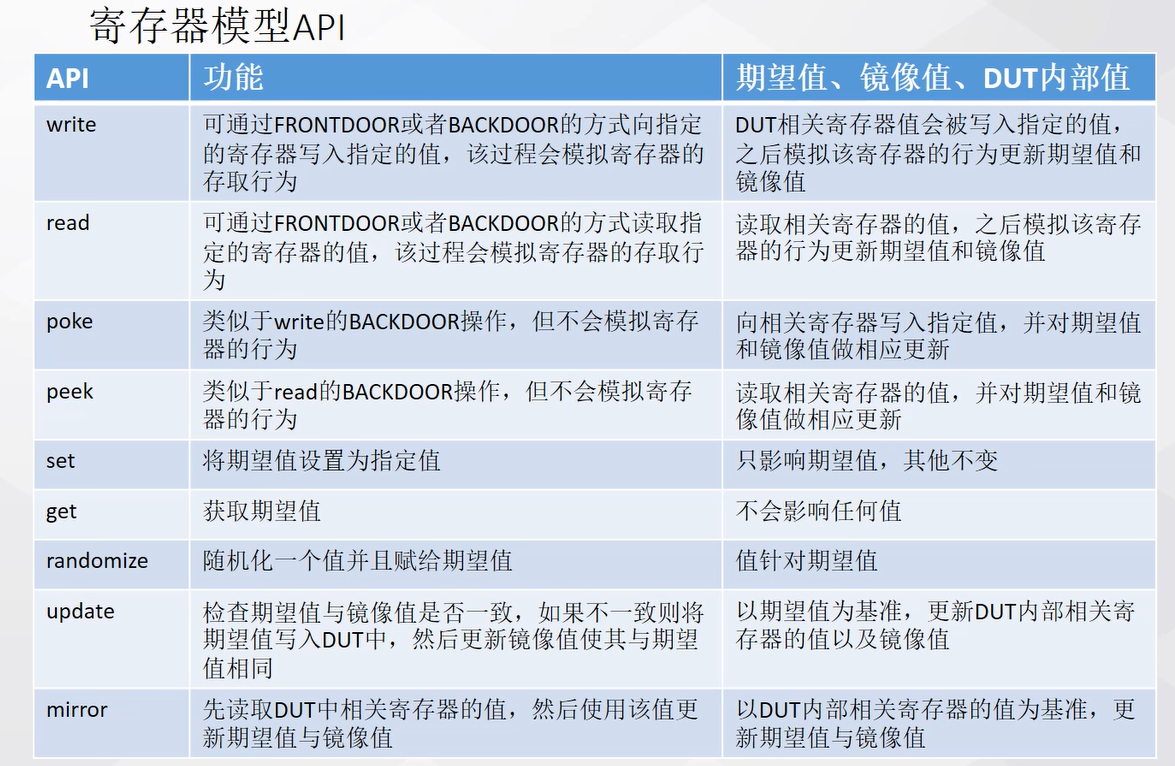 寄存器模型API
API
功能
期望值、镜像值、DUT内部值
write
可通过FRONTDOOR或者BACKDOOR的方式向指定
的寄存器写入指定的值，该过程会模拟寄存器的
存取行为
DUT相关寄存器值会被写入指定的值，
之后模拟该寄存器的行为更新期望值和
镜像值
read
可通过FRONTDOOR或者BACKDOOR的方式读取指
定的寄存器的值，该过程会模拟寄存器的存取行
为
读取相关寄存器的值，之后模拟该寄存
器的行为更新期望值和镜像值
poke
类似于write的BACKDOOR操作，但不会模拟寄存
器的行为
向相关寄存器写入指定值，并对期望值
和镜像值做相应更新
peek
类似于read的BACKDOOR操作，但不会模拟寄存
器的行为
读取相关寄存器的值，并对期望值和镜
像值做相应更新
set
将期望值设置为指定值
只影响期望值，其他不变
get
获取期望值
不会影响任何值
randomize
随机化一个值并且赋给期望值
值针对期望值
update
检查期望值与镜像值是否一致，如果不一致则将
期望值写入DUT中，然后更新镜像值使其与期望
值相同
以期望值为基准，更新DUT内部相关寄
存器的值以及镜像值
mirror
先读取DUT中相关寄存器的值，然后使用该值更
新期望值与镜像值
以DUT内部相关寄存器的值为基准，更
新期望值与镜像值